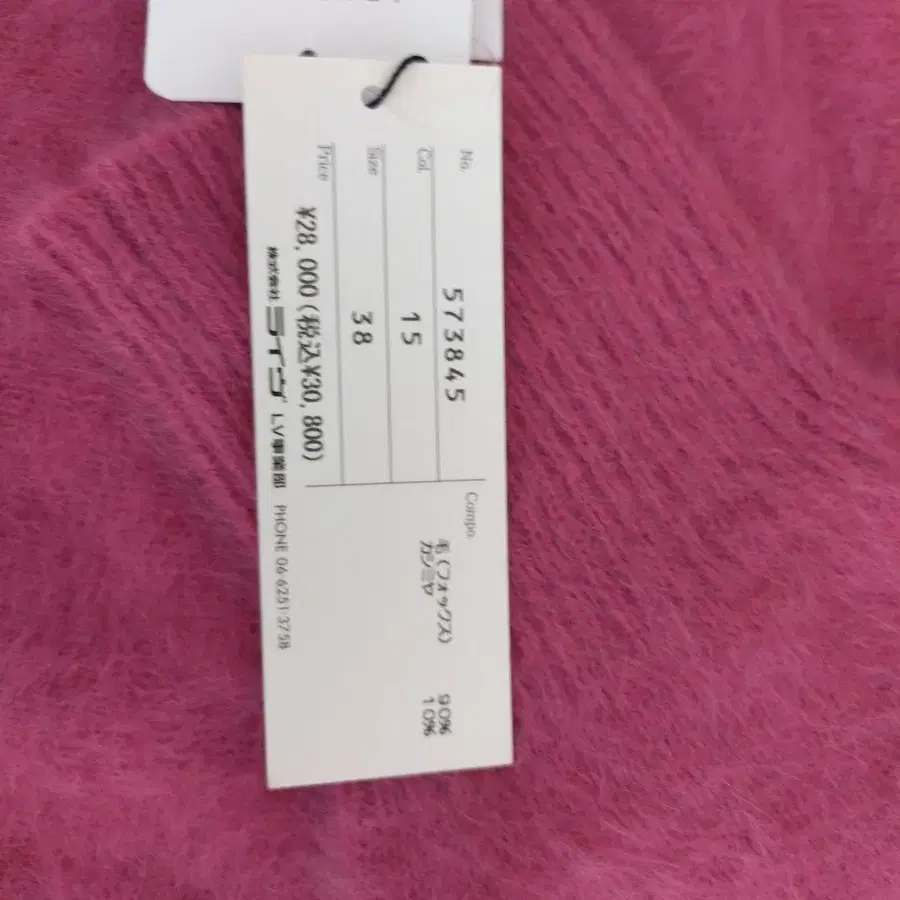 No. 573845
Col. 15
Size 38
Price ¥28,000(税込¥30,800)
Compo.
毛(フォックス) 90%
カシミヤ 10%
株式会社 ライヴ LV事業部 PHONE 06-6251-3758